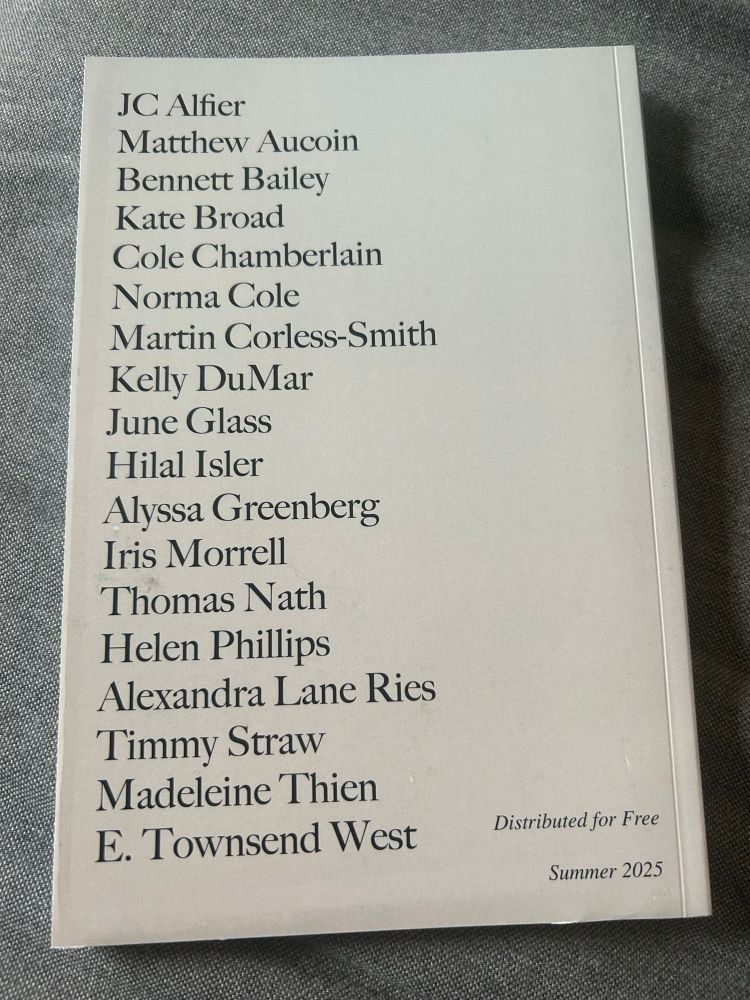 JC Alfier
Matthew Aucoin
Bennett Bailey
Kate Broad
Cole Chamberlain
Norma Cole
Martin Corless-Smith
Kelly DuMar
June Glass
Hilal Isler
Alyssa Greenberg
Iris Morrell
Thomas Nath
Helen Phillips
Alexandra Lane Ries
Timmy Straw
Madeleine Thien
E. Townsend West
Distributed for Free
Summer 2025